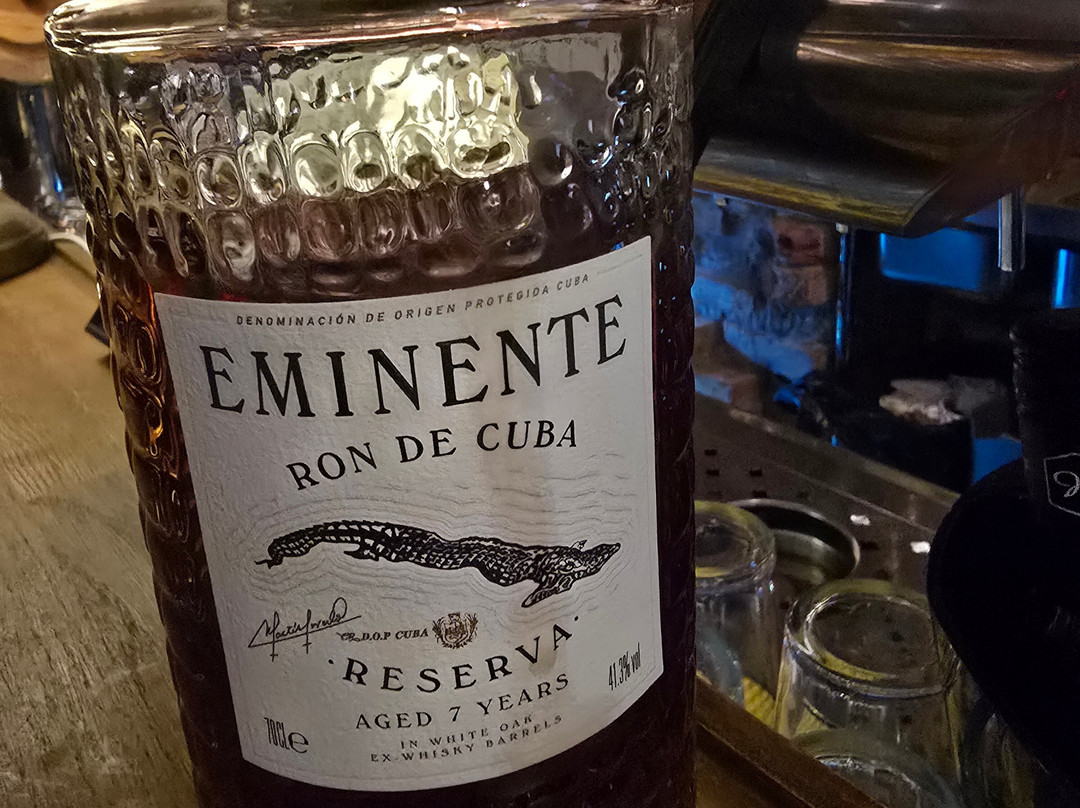 DENOMINACIÓN DE ORIGEN PROTEGIDA CUBA
EMINENTE
RON DE CUBA
D.O.P CUBA
·RESERVA·
AGED 7 YEARS
IN WHITE OAK
EX-WHISKY BARRELS
70CLe
41.3% vol